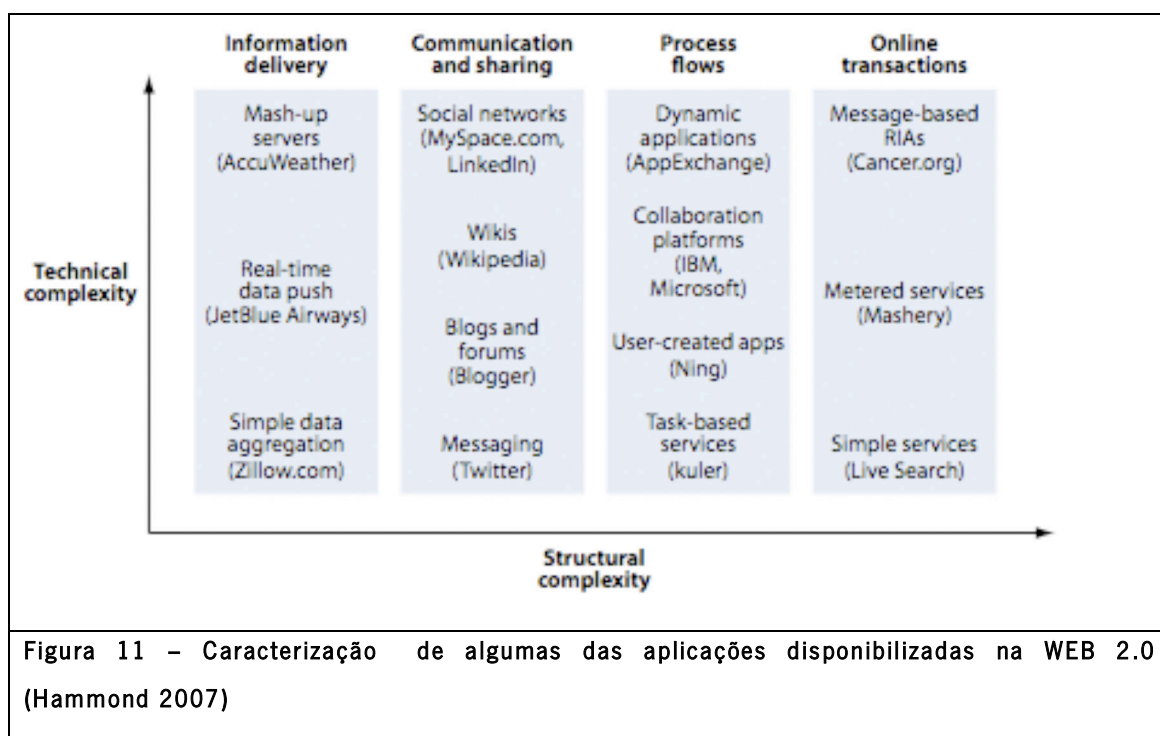 Information
delivery
Communication
and sharing
Process
flows
Online
transactions
Technical
complexity
Mash-up
servers
(AccuWeather)
Real-time
data push
(JetBlue Airways)
Simple data
aggregation
(Zillow.com)
Social networks
(MySpace.com,
LinkedIn)
Wikis
(Wikipedia)
Blogs and
forums
(Blogger)
Messaging
(Twitter)
Dynamic
applications
(AppExchange)
Collaboration
platforms
(IBM,
Microsoft)
User-created apps
(Ning)
Task-based
services
(kuler)
Message-based
RIAs
(Cancer.org)
Metered services
(Mashery)
Simple services
(Live Search)
Structural
complexity
Figura 11 – Caracterização de algumas das aplicações disponibilizadas na WEB 2.0
(Hammond 2007)